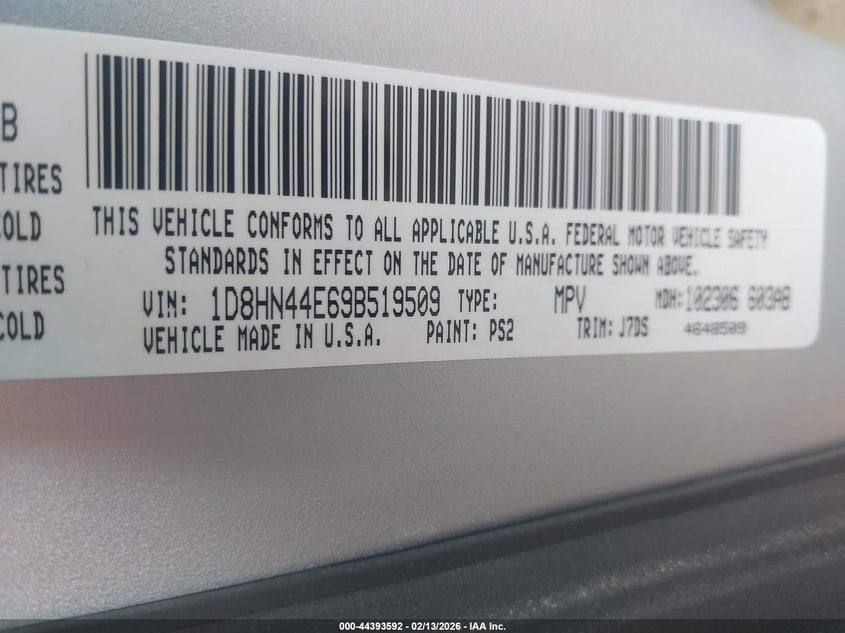 B
TIRES
COLD
TIRES
COLD
THIS VEHICLE CONFORMS TO ALL APPLICABLE U.S.A. FEDERAL MOTOR VEHICLE SAFETY
STANDARDS IN EFFECT ON THE DATE OF MANUFACTURE SHOWN ABOVE.
VIN: 1D8HN44E69B519509 TYPE: MPV MDH: 102306 603AB
VEHICLE MADE IN U.S.A. PAINT: PS2 TRIM: J7DS 4648509
000-44393592 - 02/13/2026 - IAA Inc.